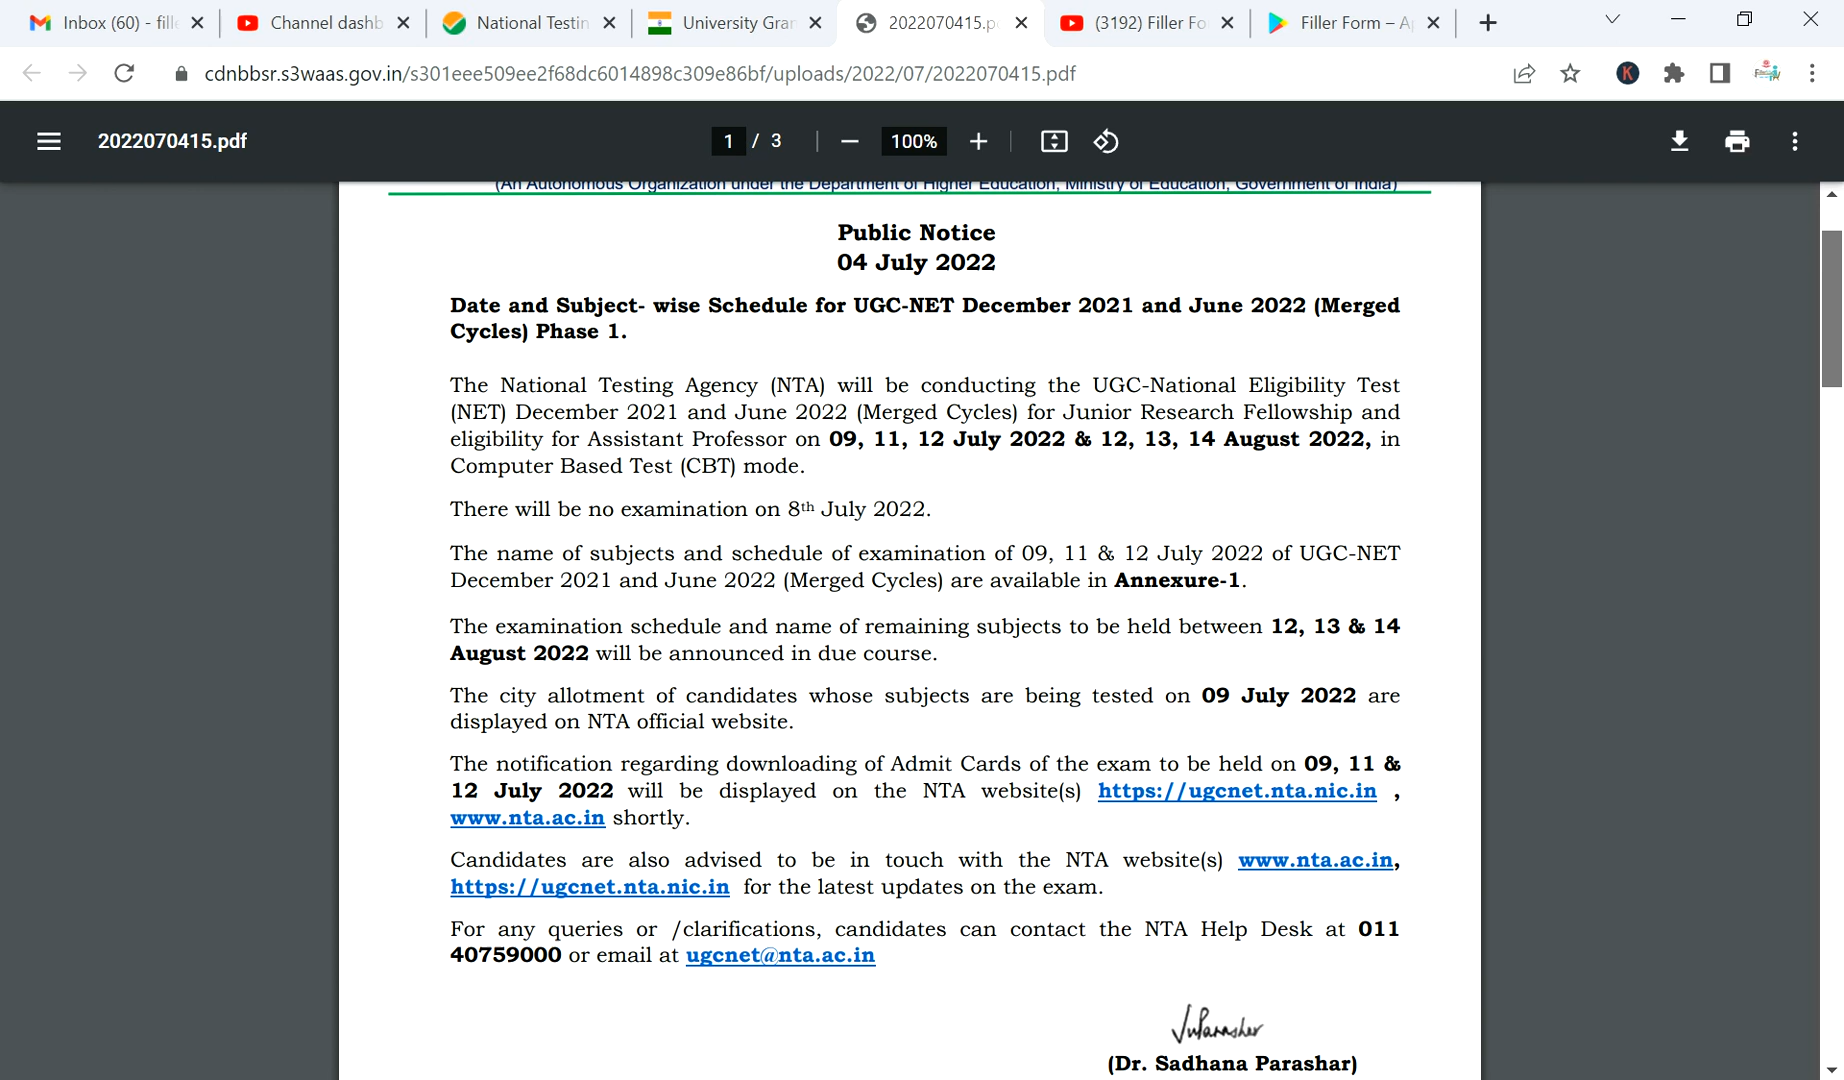 Inbox (60) - fill
Channel dashb
National Testin
University Gran
2022070415.p
(3192) Filler Fo
Filler Form – A
cdnbbsr.s3waas.gov.in/s301eee509ee2f68dc6014898c309e86bf/uploads/2022/07/2022070415.pdf
K
2022070415.pdf
1 / 3
100%
(An Autonomous Organization under the Department of Higher Education, Ministry of Education, Government of India)
Public Notice
04 July 2022
Date and Subject- wise Schedule for UGC-NET December 2021 and June 2022 (Merged
Cycles) Phase 1.
The National Testing Agency (NTA) will be conducting the UGC-National Eligibility Test
(NET) December 2021 and June 2022 (Merged Cycles) for Junior Research Fellowship and
eligibility for Assistant Professor on 09, 11, 12 July 2022 & 12, 13, 14 August 2022, in
Computer Based Test (CBT) mode.
There will be no examination on 8th July 2022.
The name of subjects and schedule of examination of 09, 11 & 12 July 2022 of UGC-NET
December 2021 and June 2022 (Merged Cycles) are available in Annexure-1.
The examination schedule and name of remaining subjects to be held between 12, 13 & 14
August 2022 will be announced in due course.
The city allotment of candidates whose subjects are being tested on 09 July 2022 are
displayed on NTA official website.
The notification regarding downloading of Admit Cards of the exam to be held on 09, 11 &
12 July 2022 will be displayed on the NTA website(s) https://ugcnet.nta.nic.in ,
www.nta.ac.in shortly.
Candidates are also advised to be in touch with the NTA website(s) www.nta.ac.in,
https://ugcnet.nta.nic.in for the latest updates on the exam.
For any queries or /clarifications, candidates can contact the NTA Help Desk at 011
40759000 or email at ugcnet@nta.ac.in
(Dr. Sadhana Parashar)